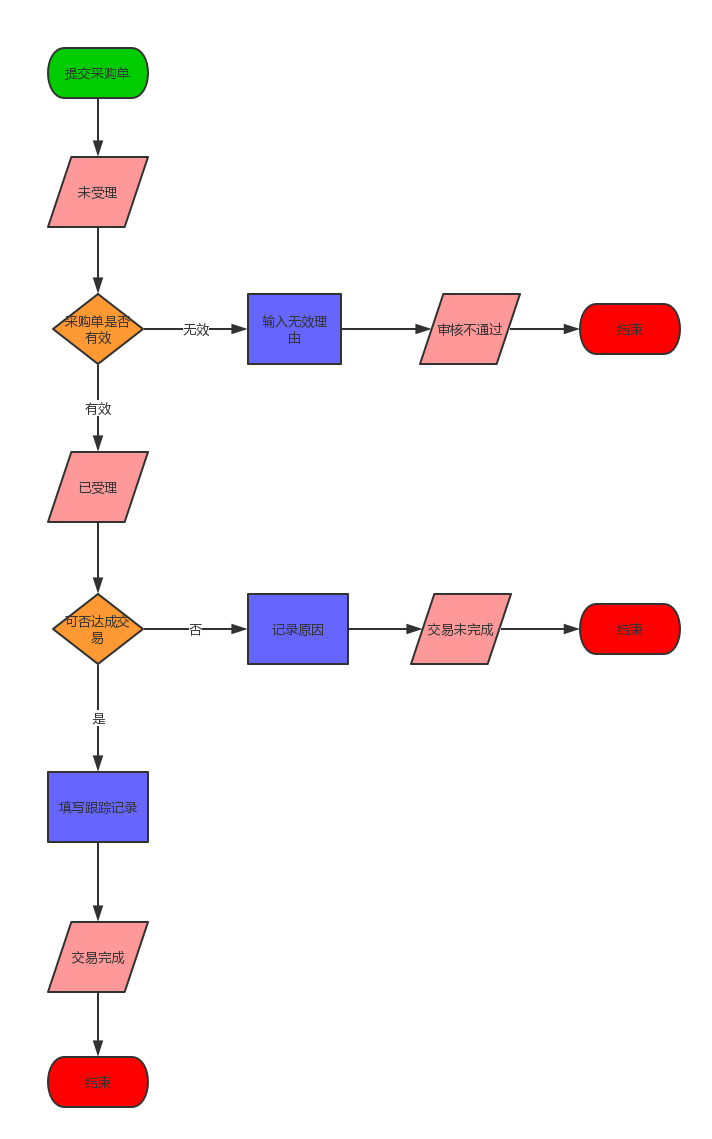 提交采购单
未受理
采购单是否
有效
无效
输入无效理
由
审核不通过
结束
有效
已受理
可否达成交
易
否
记录原因
交易未完成
结束
是
填写跟踪记录
交易完成
结束